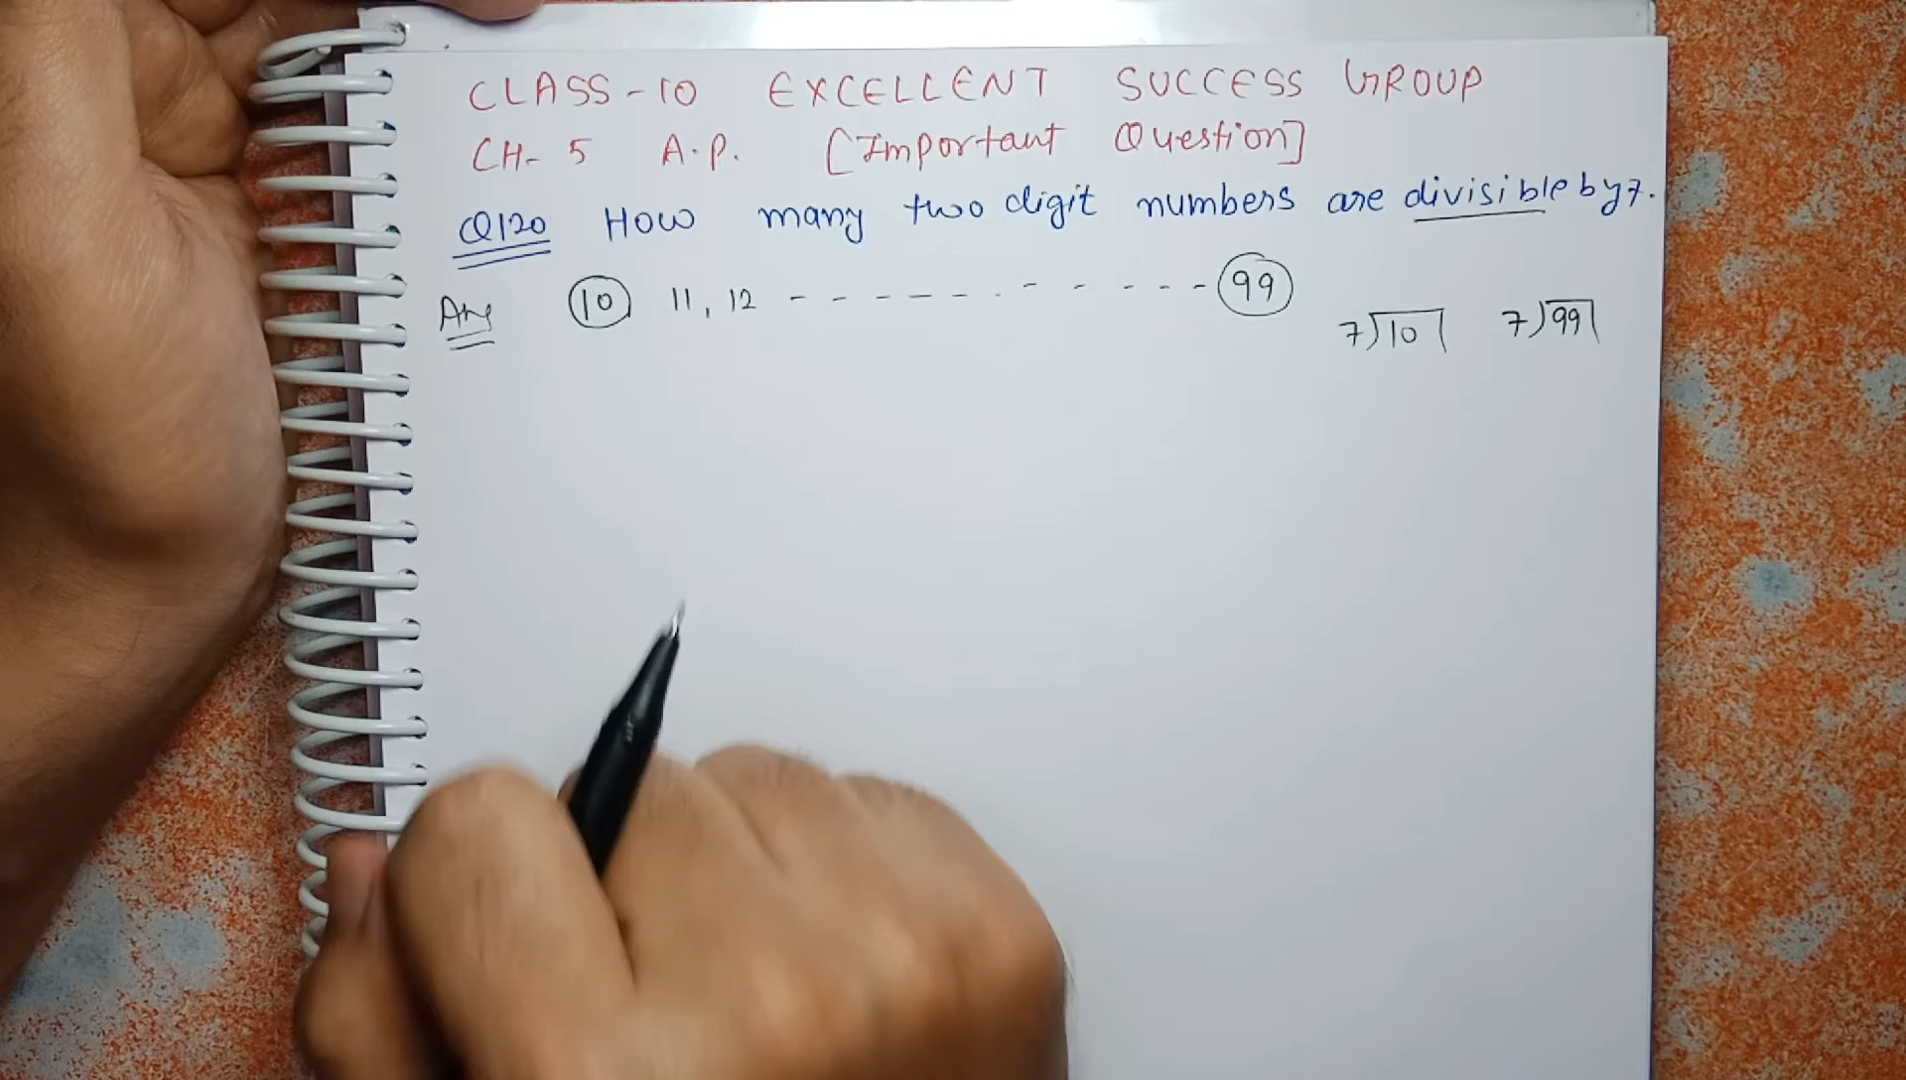 CLASS-10 EXCELLENT SUCCESS GROUP
CH-5 A.P. [Important Question]
Q120 How many two digit numbers are divisible by 7.
Ans 10 11, 12 - - - - - - - - - - - 99
7)10 7)99